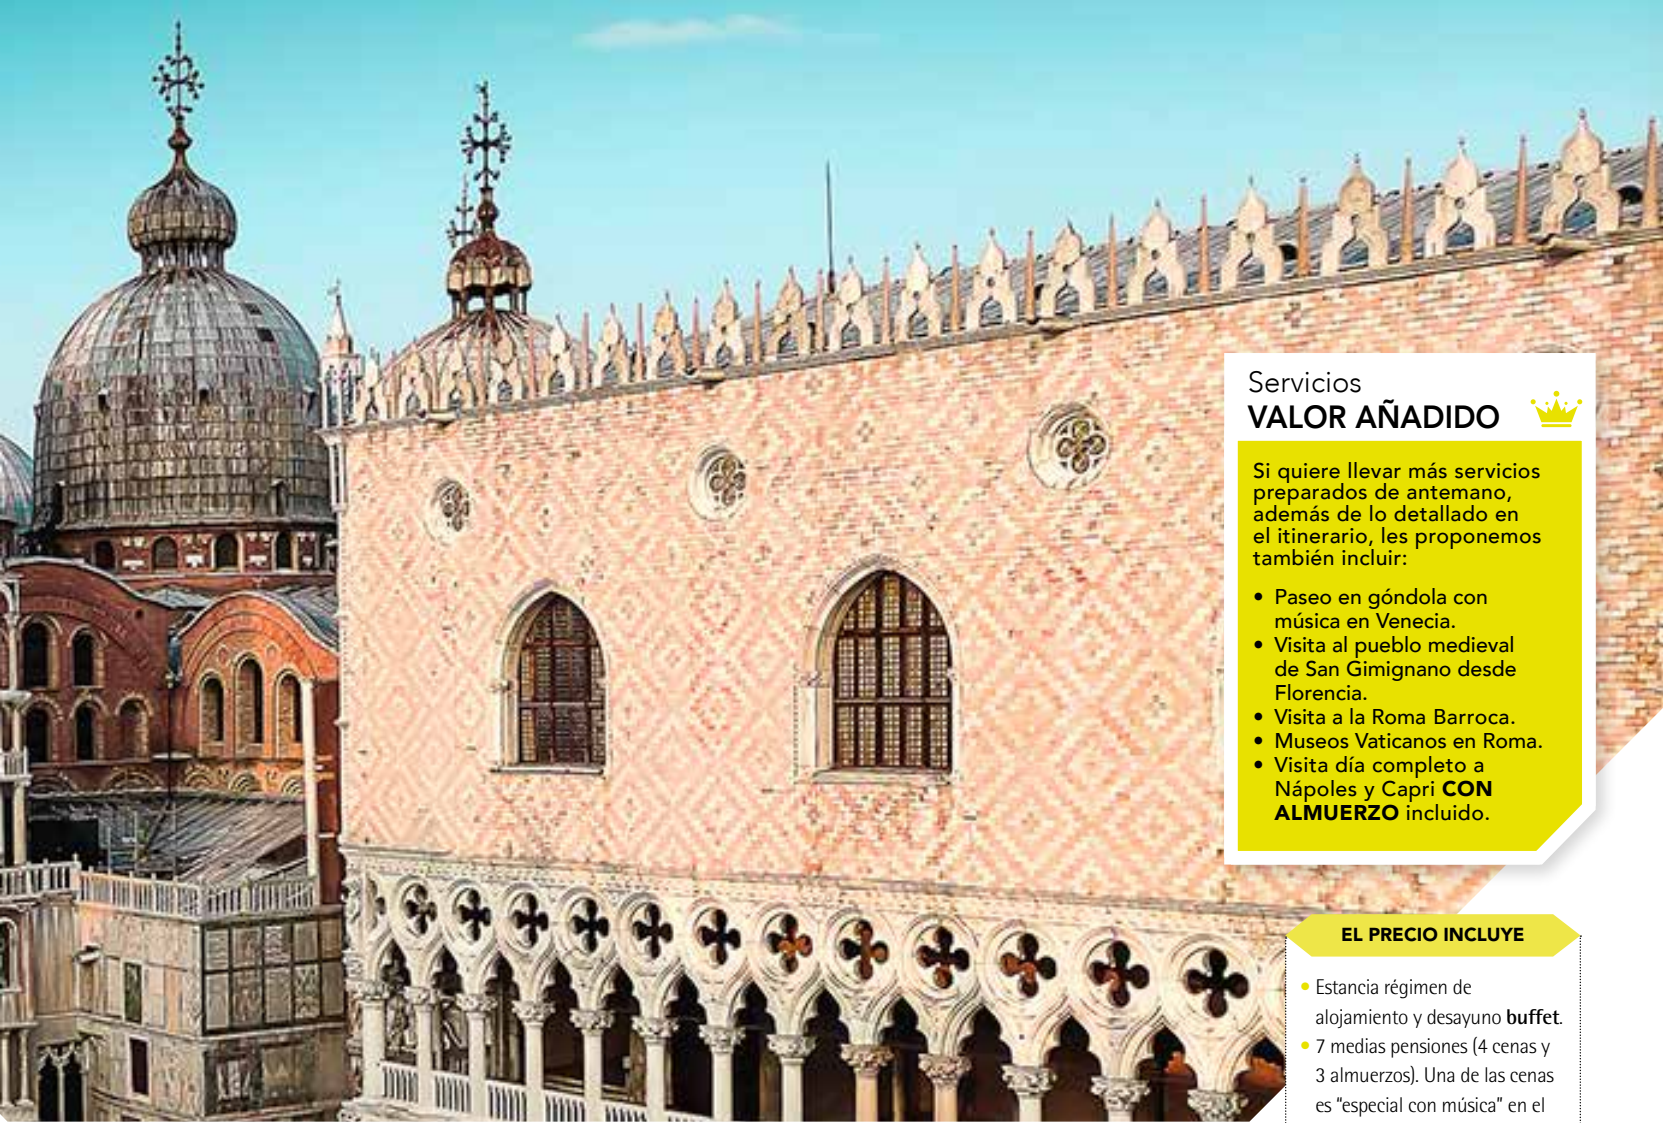 Servicios
VALOR AÑADIDO
Si quiere llevar más servicios
preparados de antemano,
además de lo detallado en
el itinerario, les proponemos
también incluir:
• Paseo en góndola con
música en Venecia.
• Visita al pueblo medieval
de San Gimignano desde
Florencia.
• Visita a la Roma Barroca.
• Museos Vaticanos en Roma.
• Visita día completo a
Nápoles y Capri CON
ALMUERZO incluido.
EL PRECIO INCLUYE
• Estancia régimen de
alojamiento y desayuno buffet.
• 7 medias pensiones (4 cenas y
3 almuerzos). Una de las cenas
es "especial con música" en el